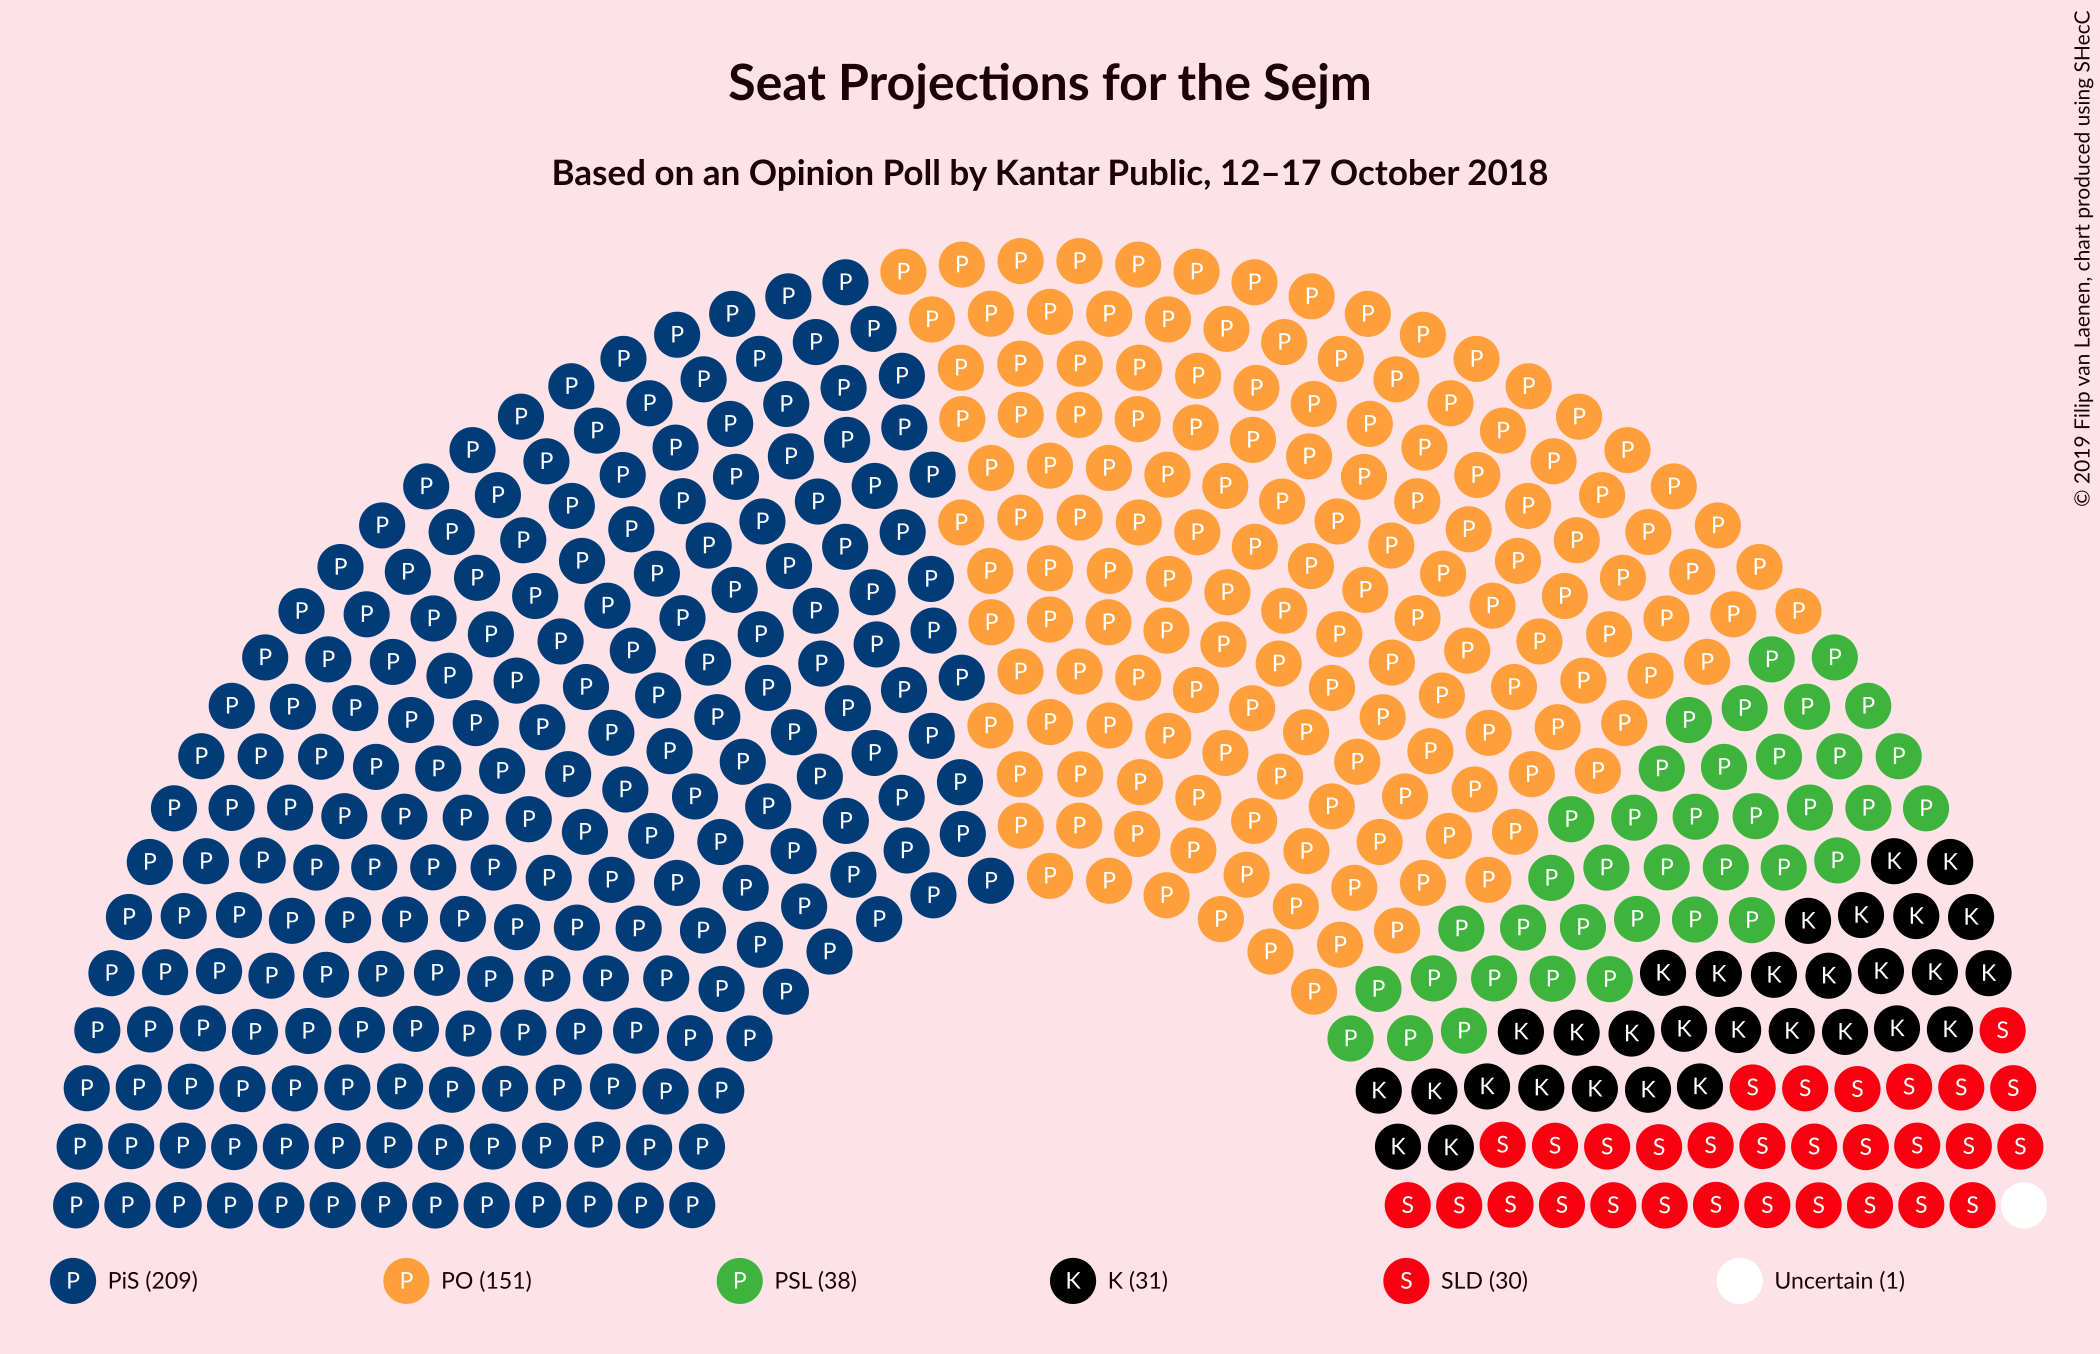 Seat Projections for the Sejm
Based on an Opinion Poll by Kantar Public, 12–17 October 2018
© 2019 Filip van Laenen, chart produced using SHecC
P PiS (209)
P PO (151)
P PSL (38)
K K (31)
S SLD (30)
Uncertain (1)